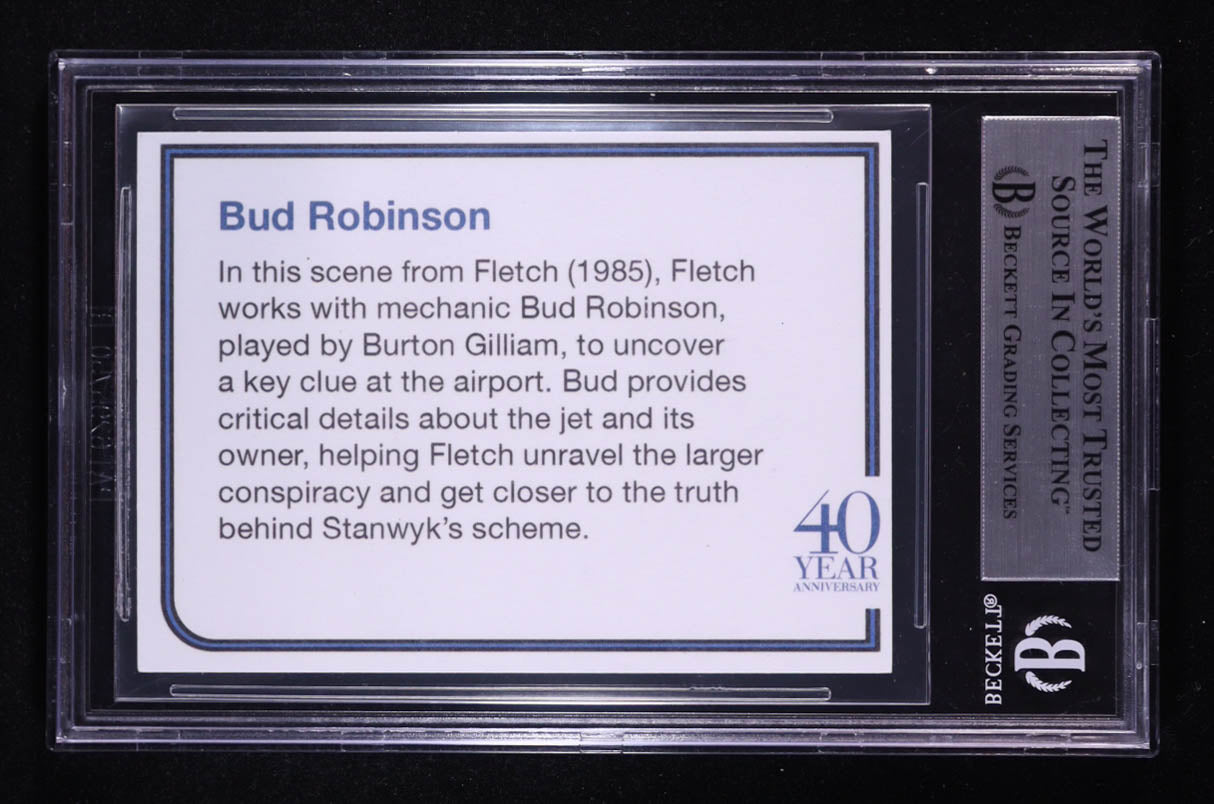 Bud Robinson
In this scene from Fletch (1985), Fletch
works with mechanic Bud Robinson,
played by Burton Gilliam, to uncover
a key clue at the airport. Bud provides
critical details about the jet and its
owner, helping Fletch unravel the larger
conspiracy and get closer to the truth
behind Stanwyk's scheme.
40
YEAR
ANNIVERSARY
THE WORLD'S MOST TRUSTED
SOURCE IN COLLECTING™
B BECKETT GRADING SERVICES
B
BECKETT®